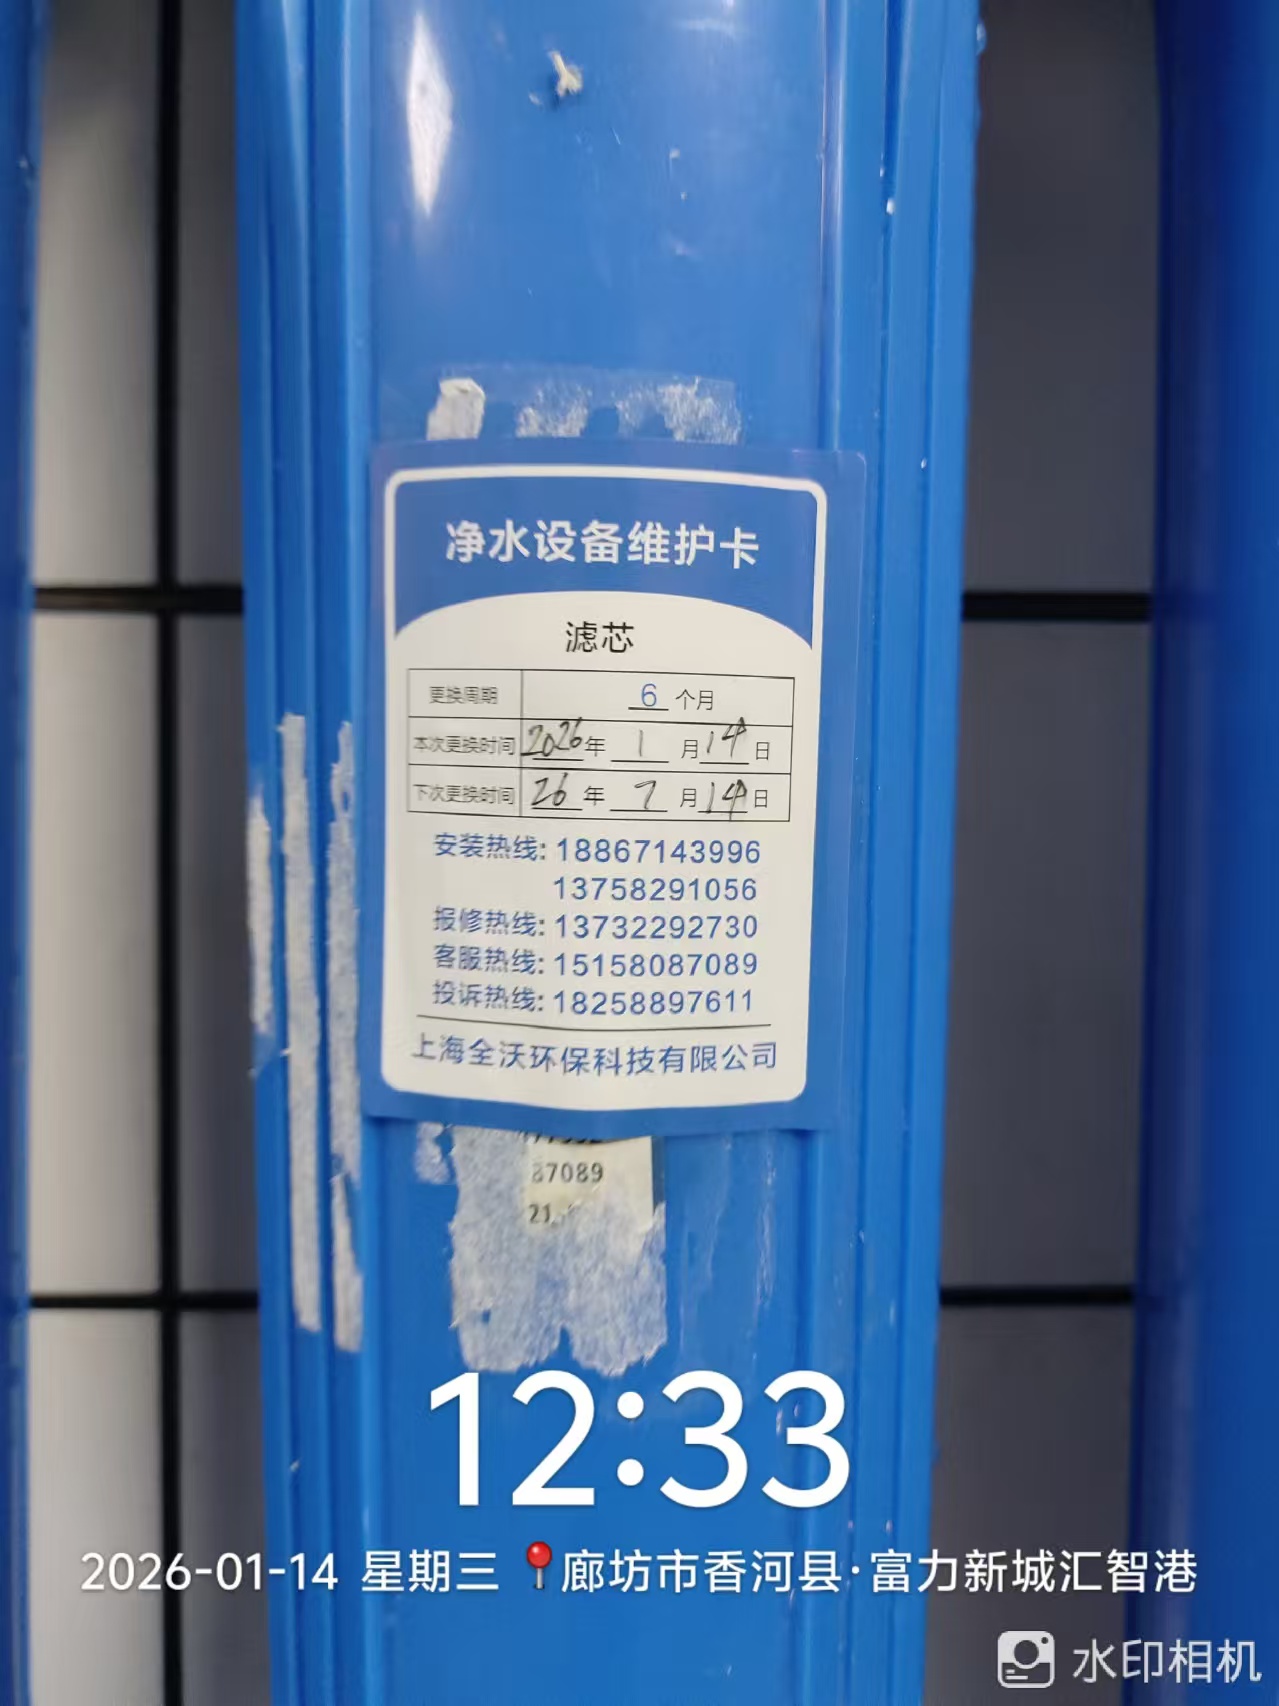 净水设备维护卡
滤芯
更换周期 6 个月
本次更换时间 2026年 1 月 14 日
下次更换时间 26 年 7 月 14 日
安装热线: 18867143996
13758291056
报修热线: 13732292730
客服热线: 15158087089
投诉热线: 18258897611
上海全沃环保科技有限公司
87089
21
12:33
2026-01-14 星期三 廊坊市香河县·富力新城汇智港
水印相机